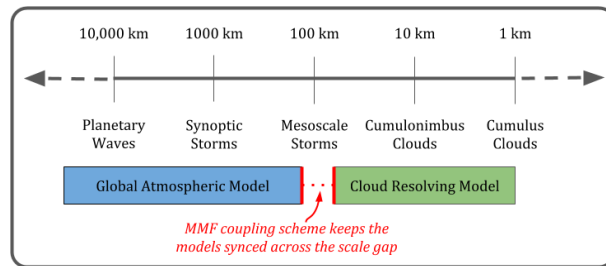 10,000 km 1000 km 100 km 10 km 1 km
Planetary Waves Synoptic Storms Mesoscale Storms Cumulonimbus Clouds Cumulus Clouds
Global Atmospheric Model Cloud Resolving Model
MMF coupling scheme keeps the
models synced across the scale gap